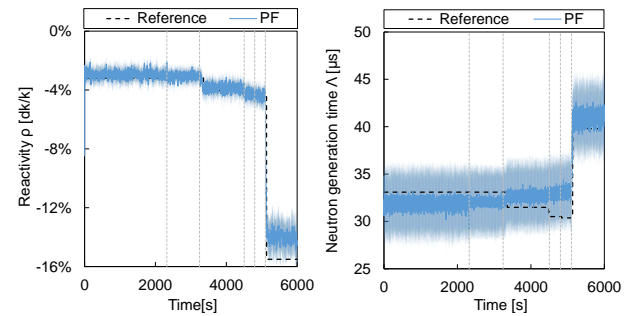 Reference PF
0%
-4%
-8%
-12%
-16%
Reactivity ρ [dk/k]
0 2000 4000 6000
Time[s]
Reference PF
50
45
40
35
30
25
Neutron generation time Λ [µs]
0 2000 4000 6000
Time [s]